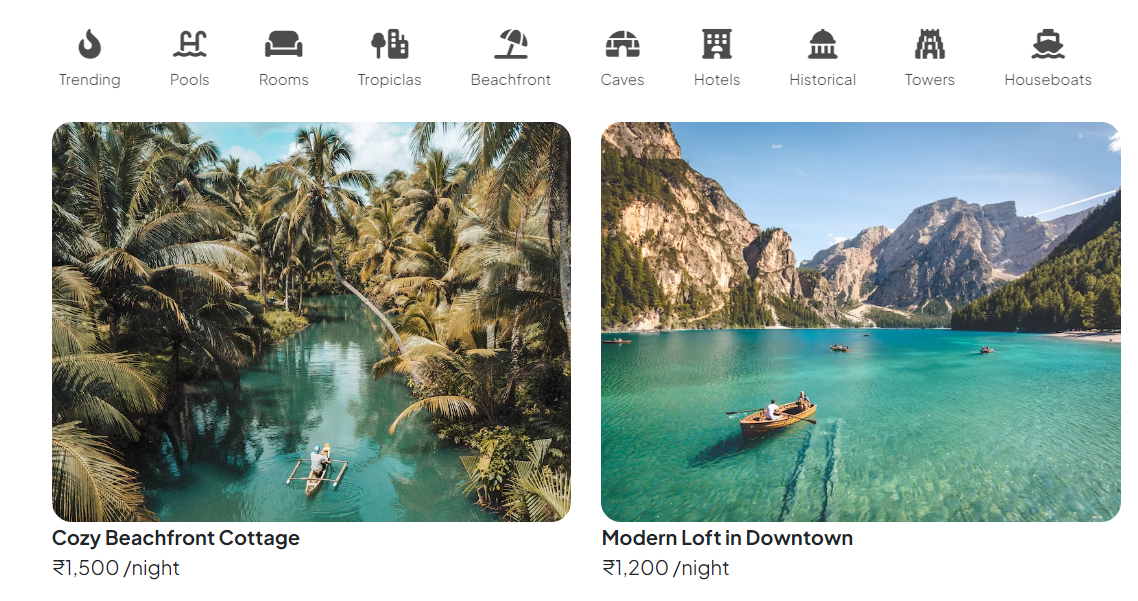 Trending Pools Rooms Tropiclas Beachfront Caves Hotels Historical Towers Houseboats
Cozy Beachfront Cottage
₹1,500 /night
Modern Loft in Downtown
₹1,200 /night